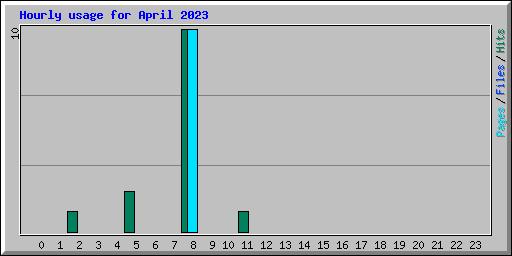 Hourly usage for April 2023
10
Pages/Files/Hits
0 1 2 3 4 5 6 7 8 9 10 11 12 13 14 15 16 17 18 19 20 21 22 23